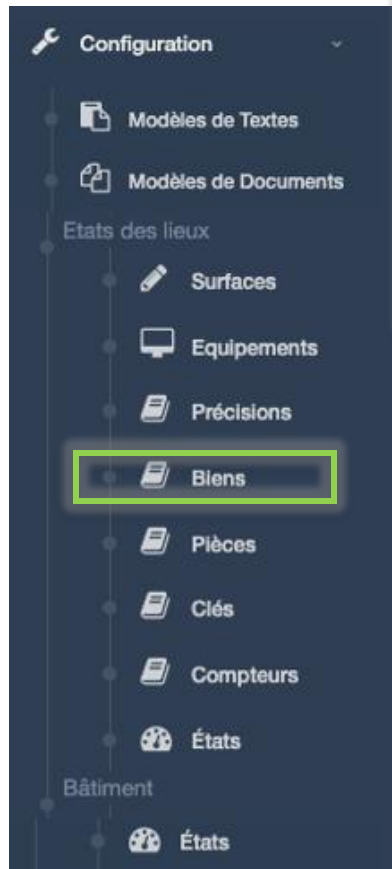 Configuration
Modèles de Textes
Modèles de Documents
Etats des lieux
Surfaces
Equipements
Précisions
Biens
Pièces
Clés
Compteurs
États
Bâtiment
États